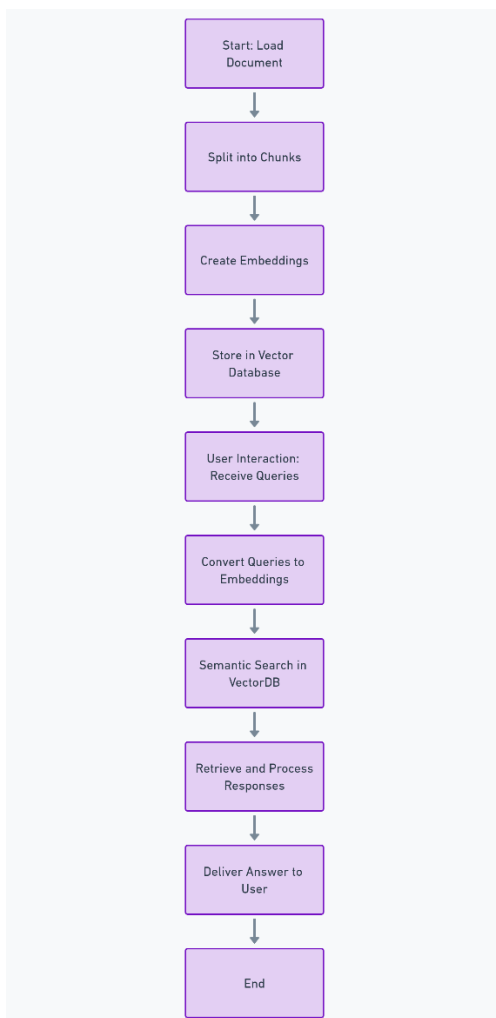 Start: Load
Document
Split into Chunks
Create Embeddings
Store in Vector
Database
User Interaction:
Receive Queries
Convert Queries to
Embeddings
Semantic Search in
VectorDB
Retrieve and Process
Responses
Deliver Answer to
User
End